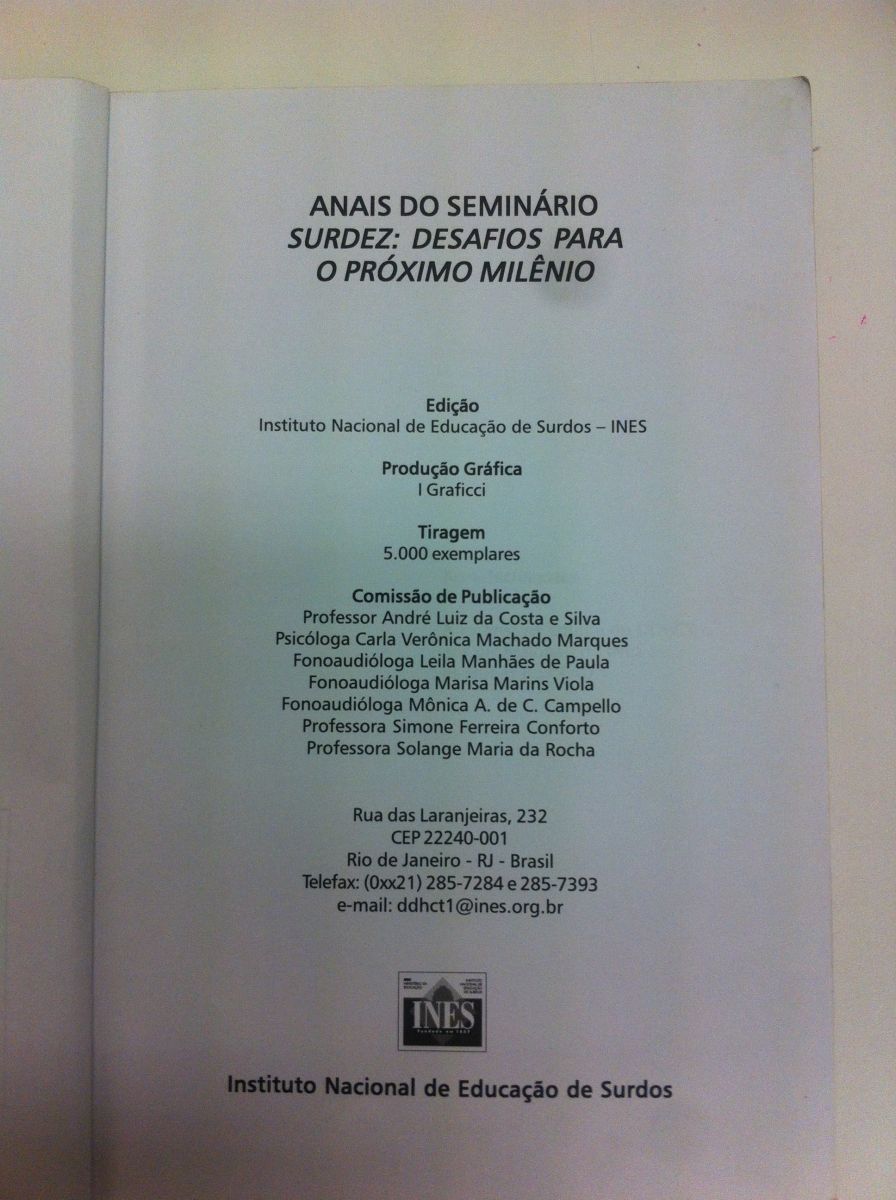 ANAIS DO SEMINÁRIO
SURDEZ: DESAFIOS PARA
O PRÓXIMO MILÊNIO
Edição
Instituto Nacional de Educação de Surdos – INES
Produção Gráfica
I Graficci
Tiragem
5.000 exemplares
Comissão de Publicação
Professor André Luiz da Costa e Silva
Psicóloga Carla Verônica Machado Marques
Fonoaudióloga Leila Manhães de Paula
Fonoaudióloga Marisa Marins Viola
Fonoaudióloga Mônica A. de C. Campello
Professora Simone Ferreira Conforto
Professora Solange Maria da Rocha
Rua das Laranjeiras, 232
CEP 22240-001
Rio de Janeiro - RJ - Brasil
Telefax: (0xx21) 285-7284 e 285-7393
e-mail: ddhct1@ines.org.br
INES
Fundado em 1857
Instituto Nacional de Educação de Surdos